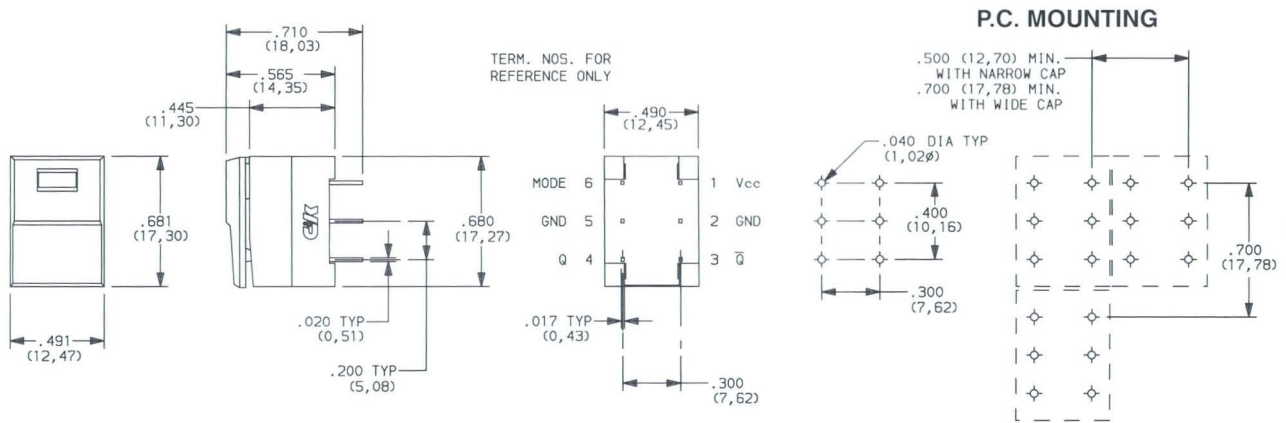 P.C. MOUNTING
.710
(18,03)
.565
(14,35)
.445
(11,30)
.681
(17,30)
.491
(12,47)
.680
(17,27)
.020 TYP
(0,51)
.200 TYP
(5,08)
TERM. NOS. FOR
REFERENCE ONLY
.490
(12,45)
MODE 6
1 Vcc
GND 5
2 GND
Q 4
3 Q̅
.017 TYP
(0,43)
.300
(7,62)
.500 (12,70) MIN.
WITH NARROW CAP
.700 (17,78) MIN.
WITH WIDE CAP
.040 DIA TYP
(1,02ø)
.400
(10,16)
.300
(7,62)
.700
(17,78)